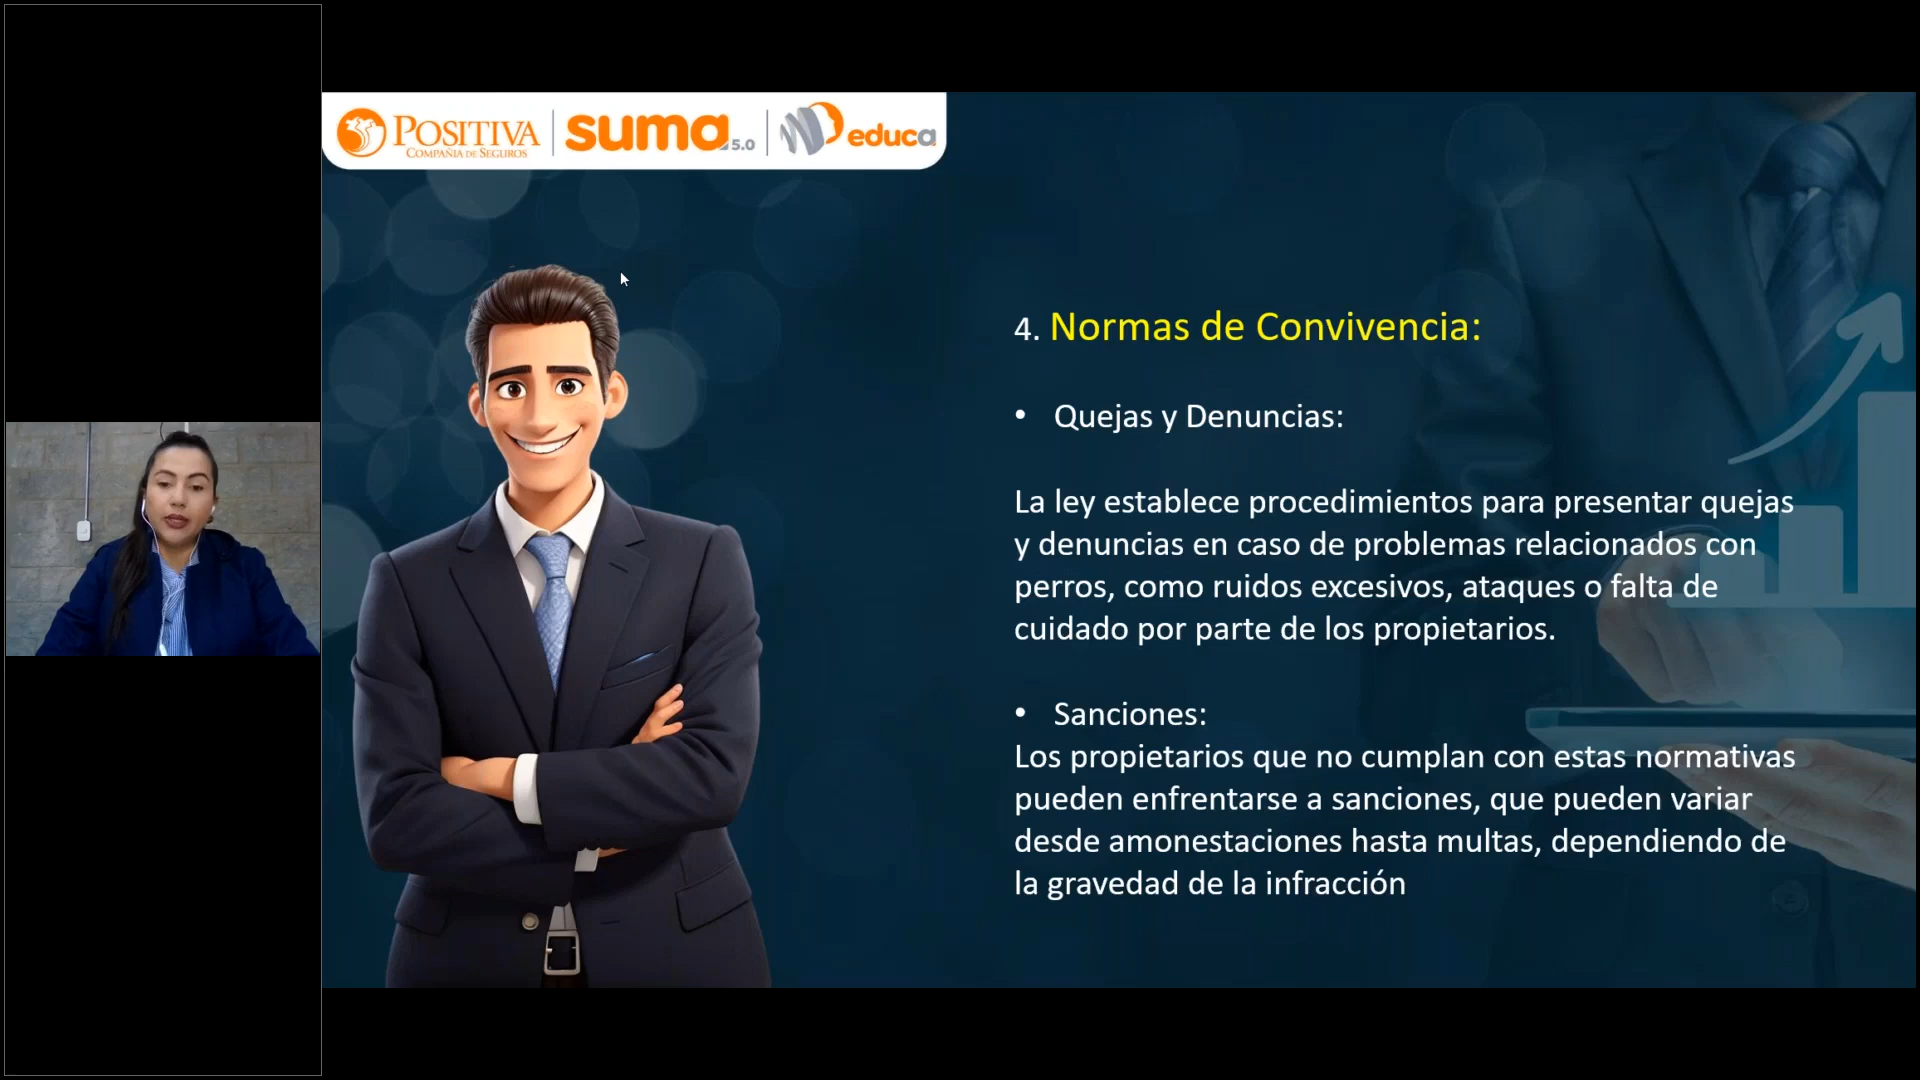 POSITIVA
COMPAÑIA DE SEGUROS
suma 5.0
educa
4. Normas de Convivencia:
• Quejas y Denuncias:
La ley establece procedimientos para presentar quejas
y denuncias en caso de problemas relacionados con
perros, como ruidos excesivos, ataques o falta de
cuidado por parte de los propietarios.
• Sanciones:
Los propietarios que no cumplan con estas normativas
pueden enfrentarse a sanciones, que pueden variar
desde amonestaciones hasta multas, dependiendo de
la gravedad de la infracción